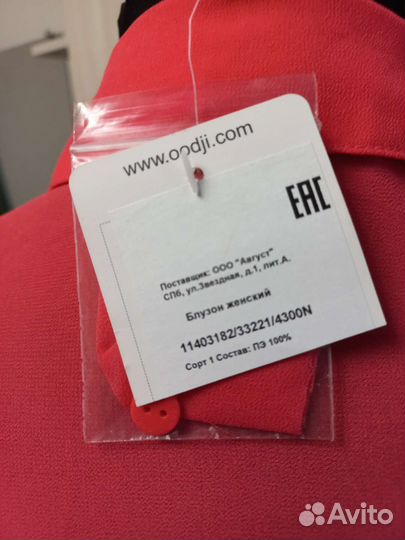 www.oodji.com
EAC
Поставщик: ООО "Август"
СПб, ул.Звездная, д.1, лит.А.
Блузон женский
11403182/33221/4300N
Сорт 1 Состав: ПЭ 100%
Avito